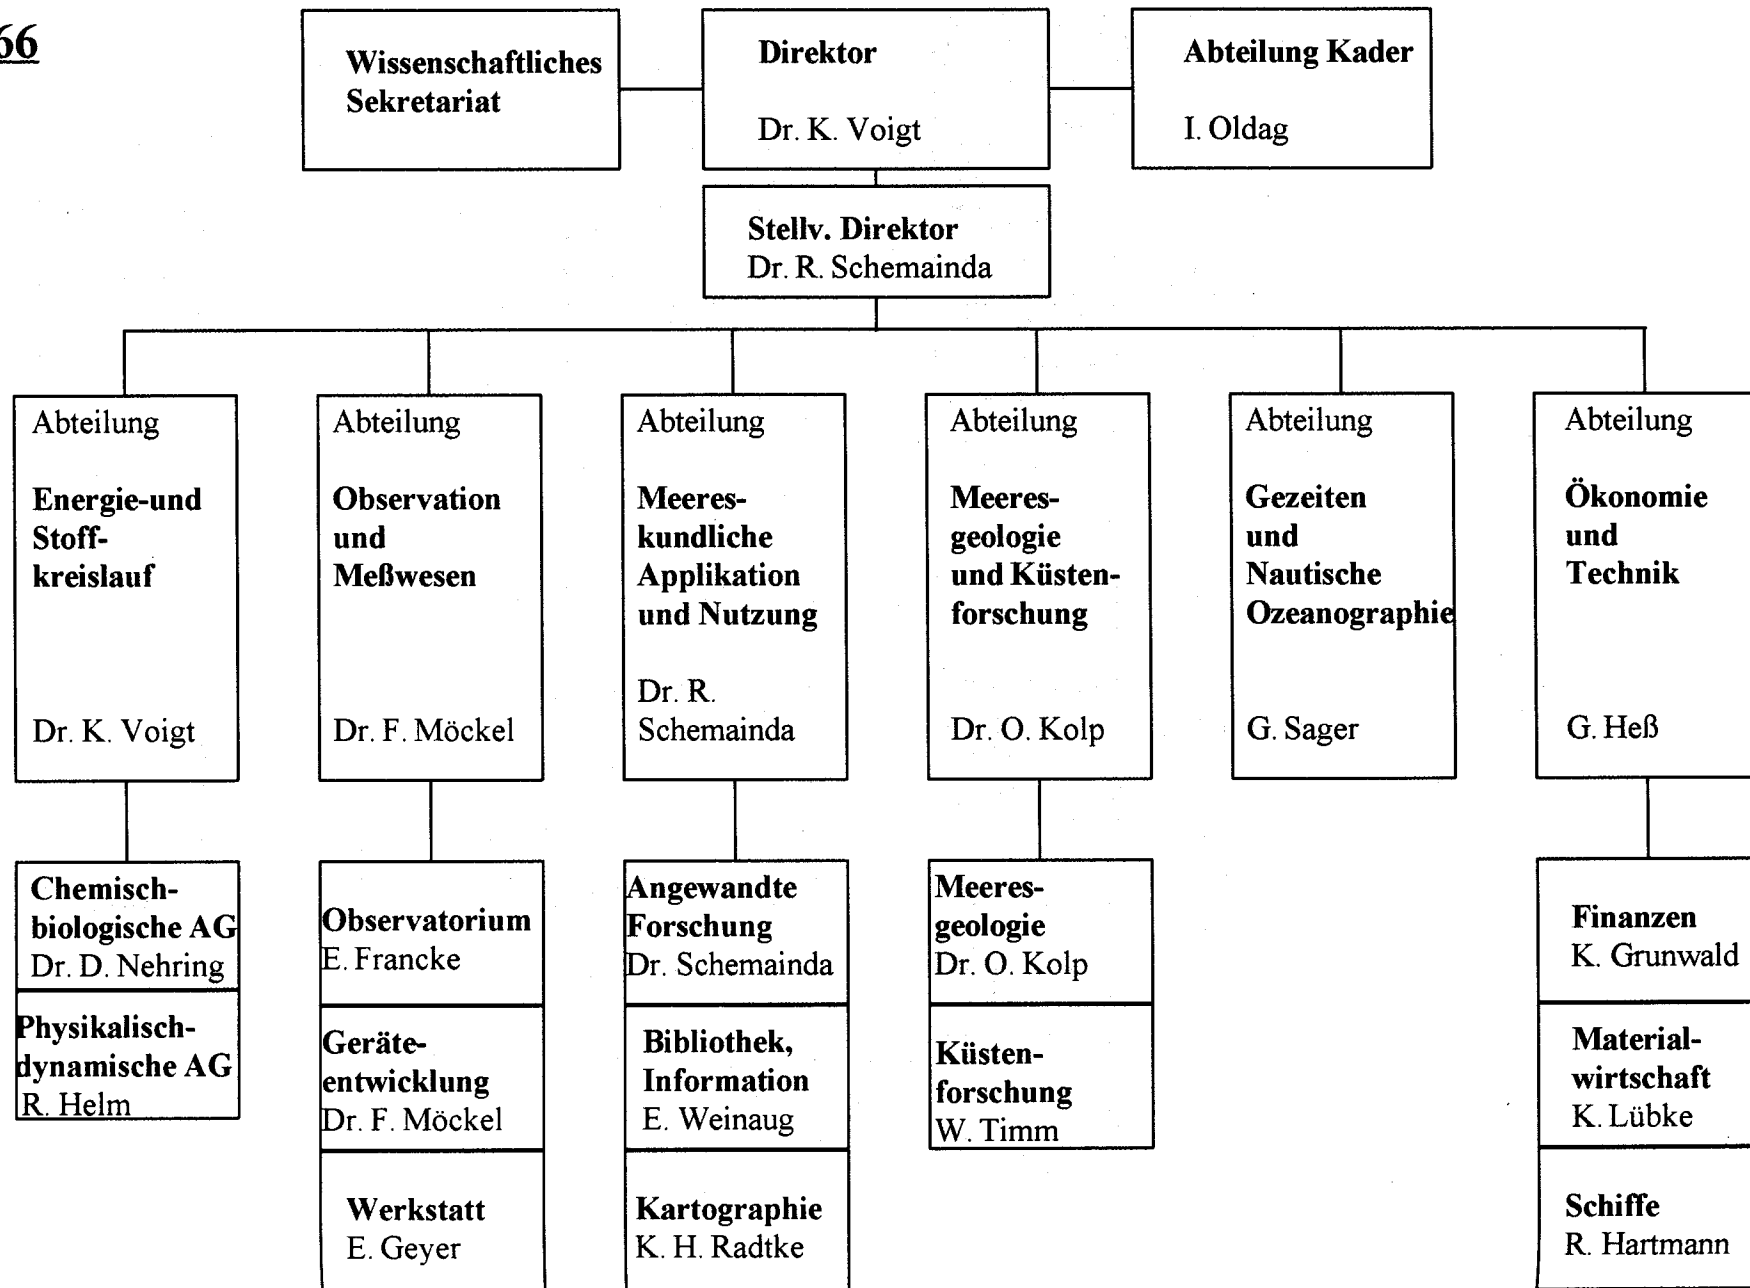 66
Wissenschaftliches
Sekretariat
Direktor
Dr. K. Voigt
Abteilung Kader
I. Oldag
Stellv. Direktor
Dr. R. Schemainda
Abteilung
Energie-und
Stoff-
kreislauf
Dr. K. Voigt
Abteilung
Observation
und
Meßwesen
Dr. F. Möckel
Abteilung
Meeres-
kundliche
Applikation
und Nutzung
Dr. R.
Schemainda
Abteilung
Meeres-
geologie
und Küsten-
forschung
Dr. O. Kolp
Abteilung
Gezeiten
und
Nautische
Ozeanographie
G. Sager
Abteilung
Ökonomie
und
Technik
G. Heß
Chemisch-
biologische AG
Dr. D. Nehring
Physikalisch-
dynamische AG
R. Helm
Observatorium
E. Francke
Geräte-
entwicklung
Dr. F. Möckel
Werkstatt
E. Geyer
Angewandte
Forschung
Dr. Schemainda
Bibliothek,
Information
E. Weinaug
Kartographie
K. H. Radtke
Meeres-
geologie
Dr. O. Kolp
Küsten-
forschung
W. Timm
Finanzen
K. Grunwald
Material-
wirtschaft
K. Lübke
Schiffe
R. Hartmann